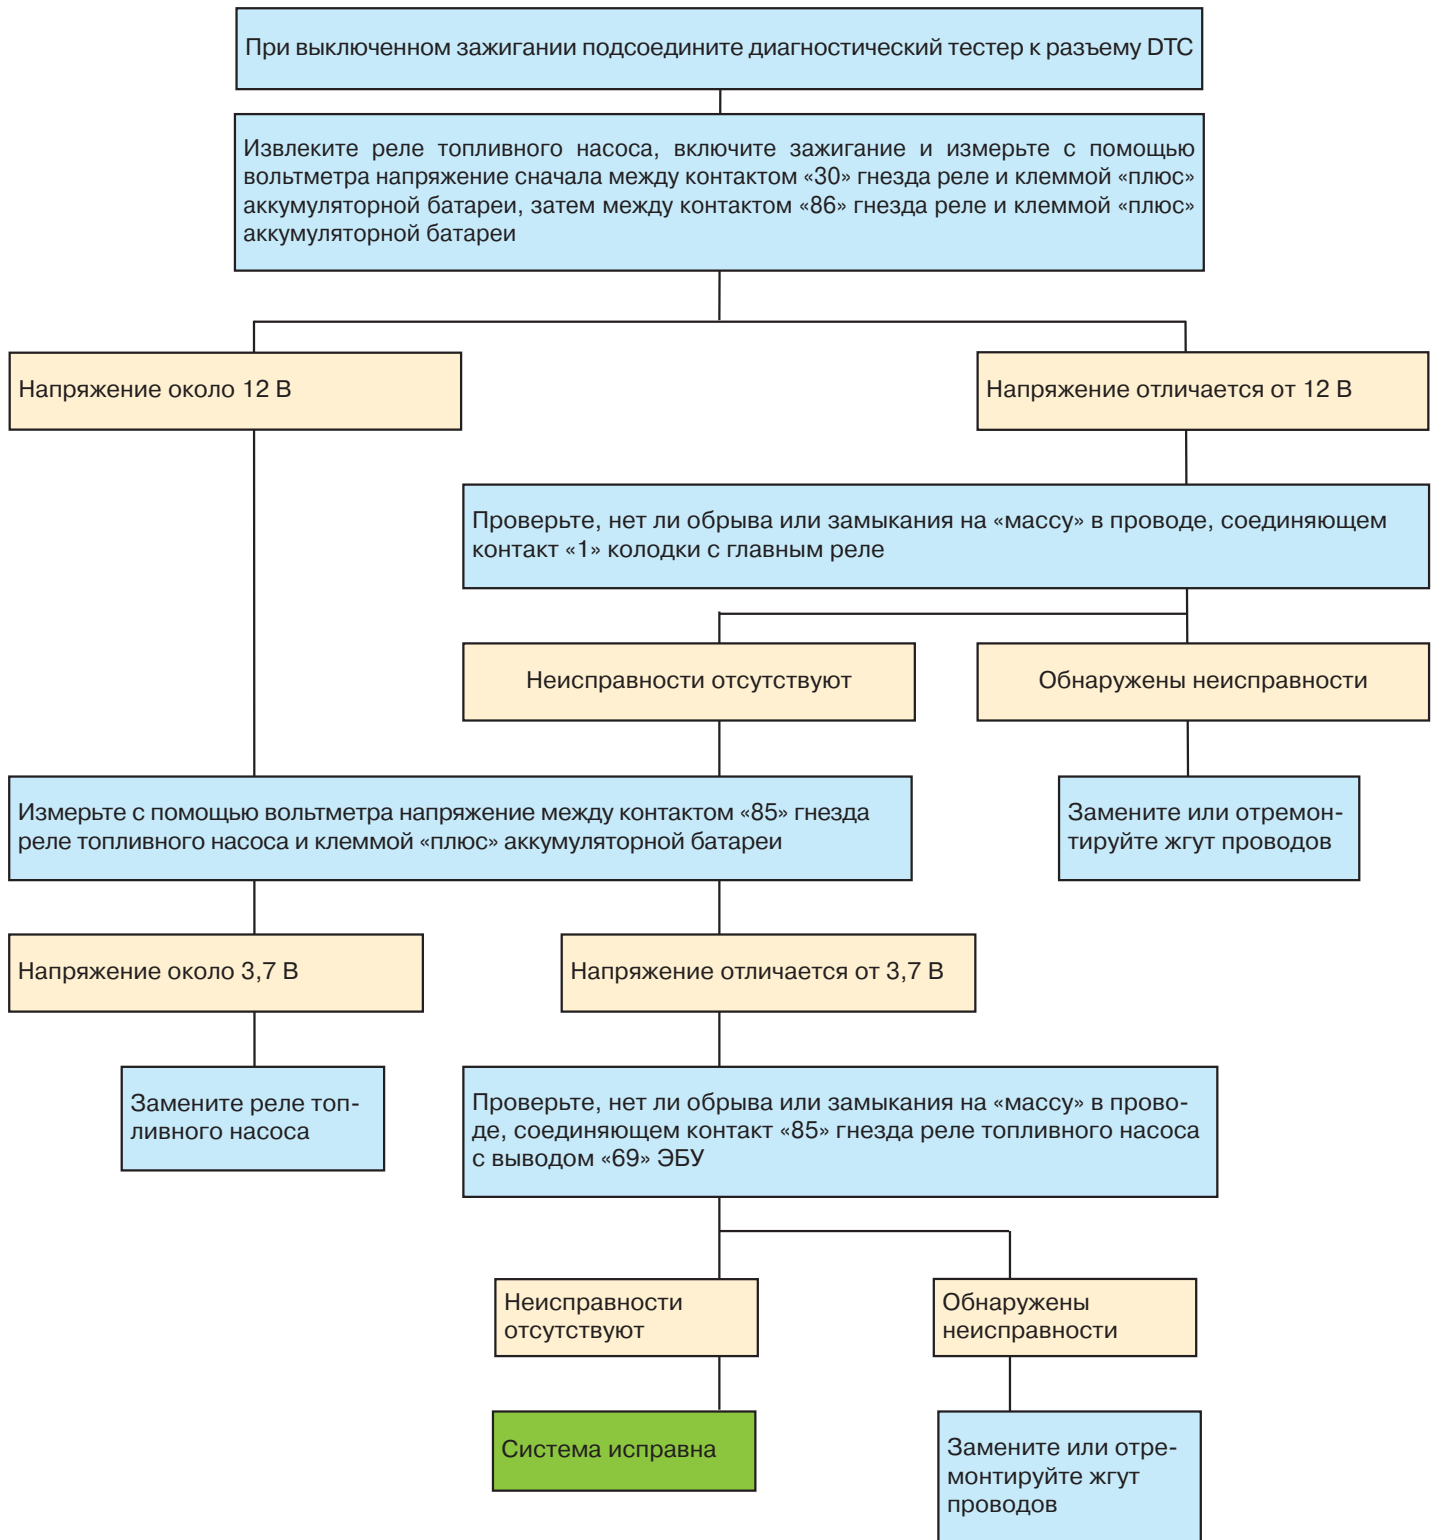 При выключенном зажигании подсоедините диагностический тестер к разъему DTC
Извлеките реле топливного насоса, включите зажигание и измерьте с помощью
вольтметра напряжение сначала между контактом «30» гнезда реле и клеммой «плюс»
аккумуляторной батареи, затем между контактом «86» гнезда реле и клеммой «плюс»
аккумуляторной батареи
Напряжение около 12 В
Напряжение отличается от 12 В
Проверьте, нет ли обрыва или замыкания на «массу» в проводе, соединяющем
контакт «1» колодки с главным реле
Неисправности отсутствуют
Обнаружены неисправности
Измерьте с помощью вольтметра напряжение между контактом «85» гнезда
реле топливного насоса и клеммой «плюс» аккумуляторной батареи
Замените или отремон-
тируйте жгут проводов
Напряжение около 3,7 В
Напряжение отличается от 3,7 В
Замените реле топ-
ливного насоса
Проверьте, нет ли обрыва или замыкания на «массу» в прово-
де, соединяющем контакт «85» гнезда реле топливного насоса
с выводом «69» ЭБУ
Неисправности
отсутствуют
Обнаружены
неисправности
Система исправна
Замените или отре-
монтируйте жгут
проводов